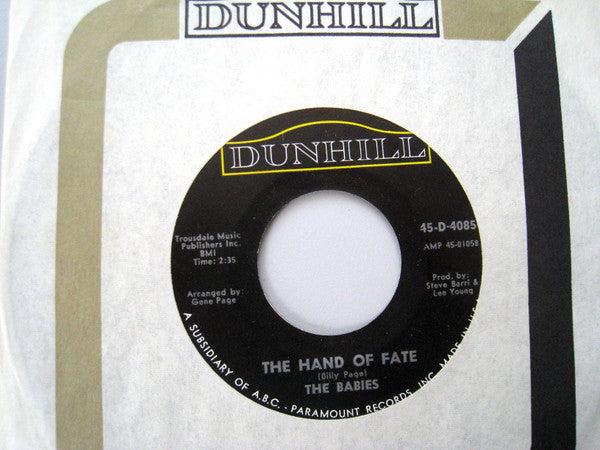 DUNHILL
DUNHILL
Trousdale Music
Publishers Inc.
BMI
Time: 2:35
Arranged by:
Gene Page
45-D-4085
AMP 45-01058
Prod. by:
Steve Barri &
Lee Young
THE HAND OF FATE
(Billy Page)
THE BABIES
A SUBSIDIARY OF A.B.C. - PARAMOUNT RECORDS, INC. MADE IN U.S.A.